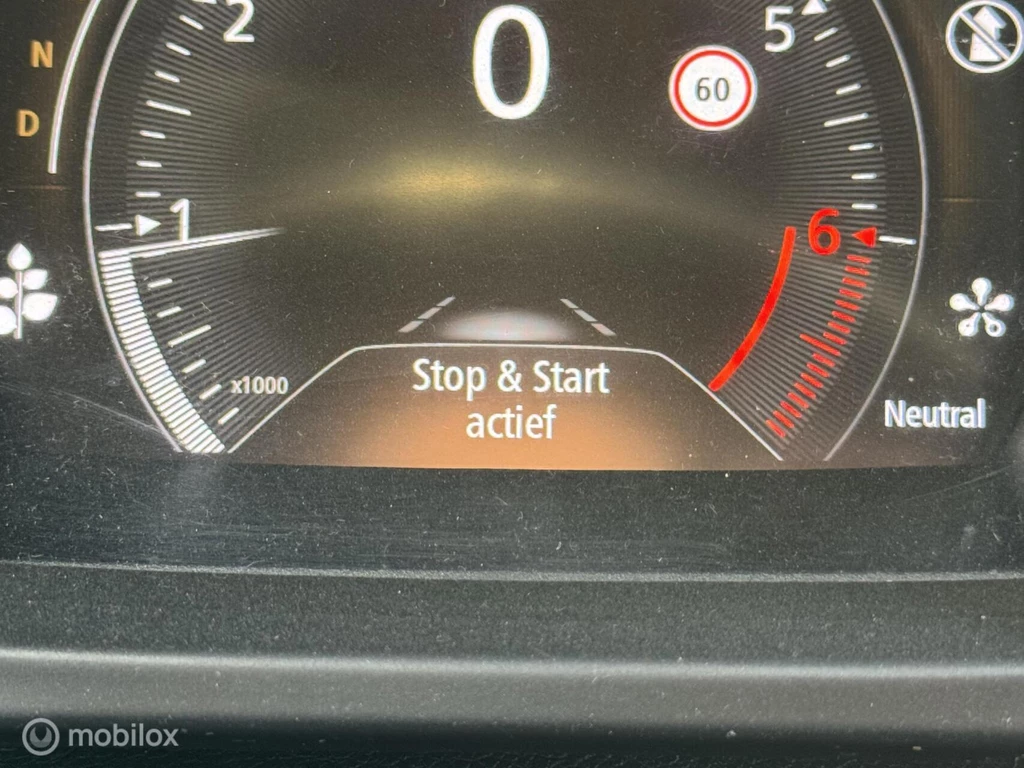 2
0
5
N
60
D
1
6
x1000
Stop & Start
actief
Neutral
mobilox